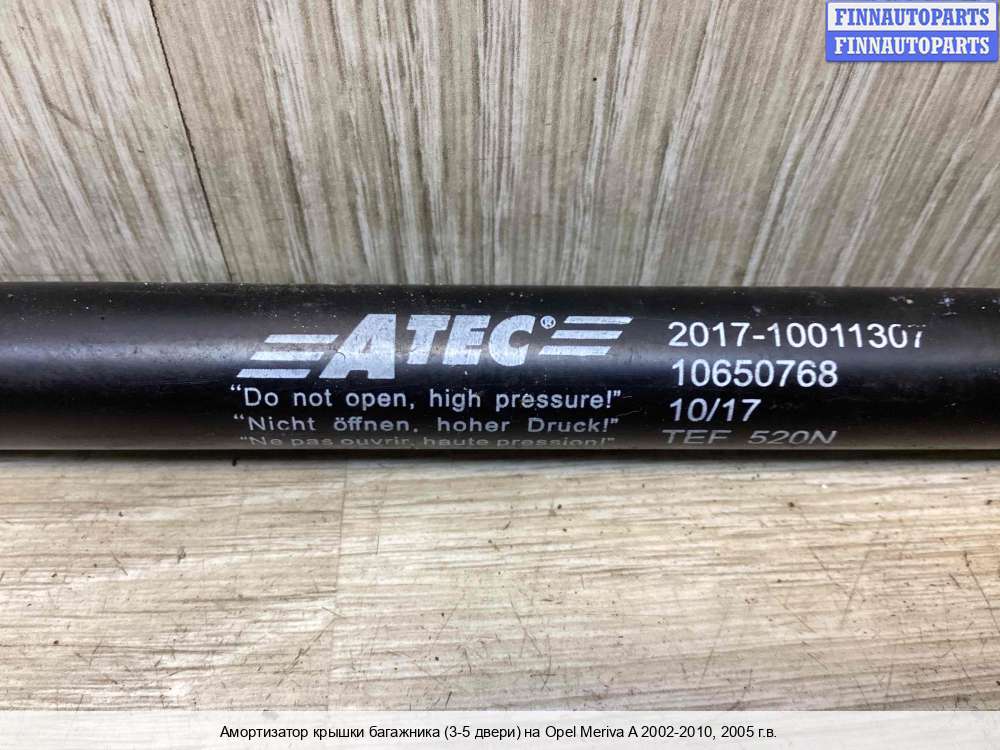 FINNAUTOPARTS
FINNAUTOPARTS
ATEC®
2017-10011307
10650768
10/17
TEF 520N
"Do not open, high pressure!"
"Nicht öffnen, hoher Druck!"
"Ne pas ouvrir, haute pression!"
Амортизатор крышки багажника (3-5 двери) на Opel Meriva A 2002-2010, 2005 г.в.